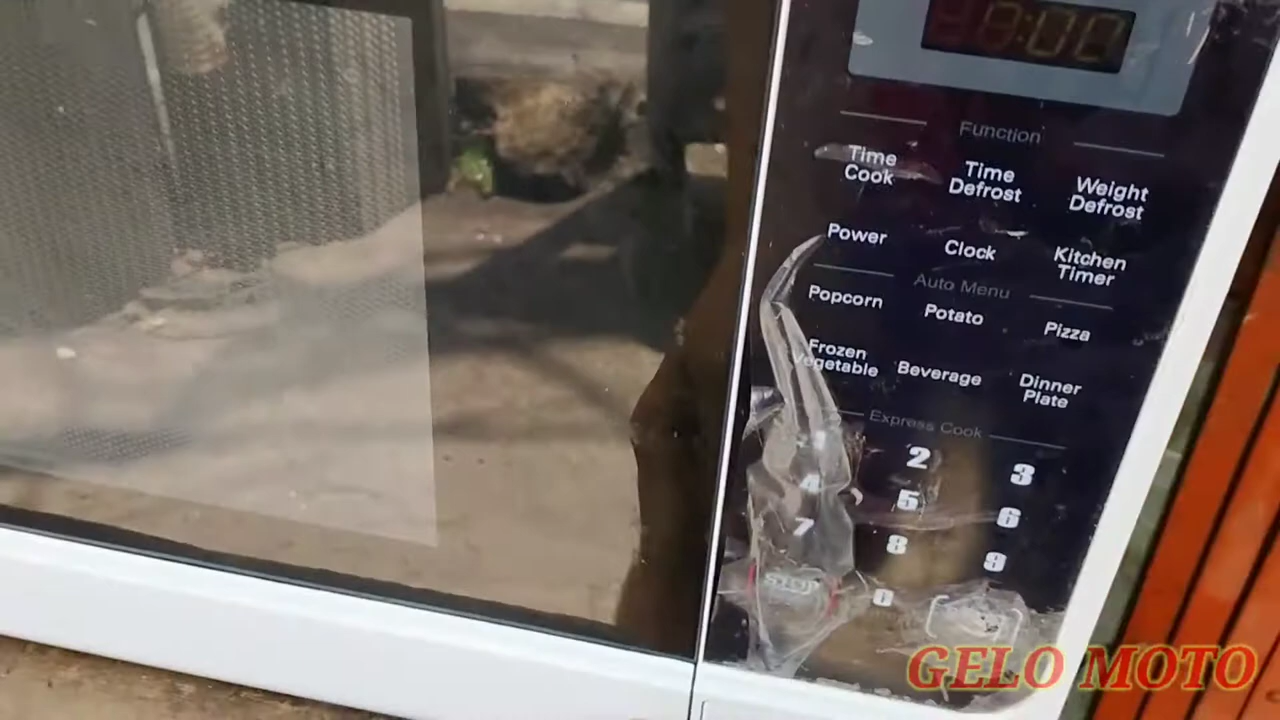 8:00
Function
Time Cook
Time Defrost
Weight Defrost
Power
Clock
Kitchen Timer
Auto Menu
Popcorn
Potato
Pizza
Frozen Vegetable
Beverage
Dinner Plate
Express Cook
2
3
4
5
6
7
8
9
STOP
0
GELO MOTO